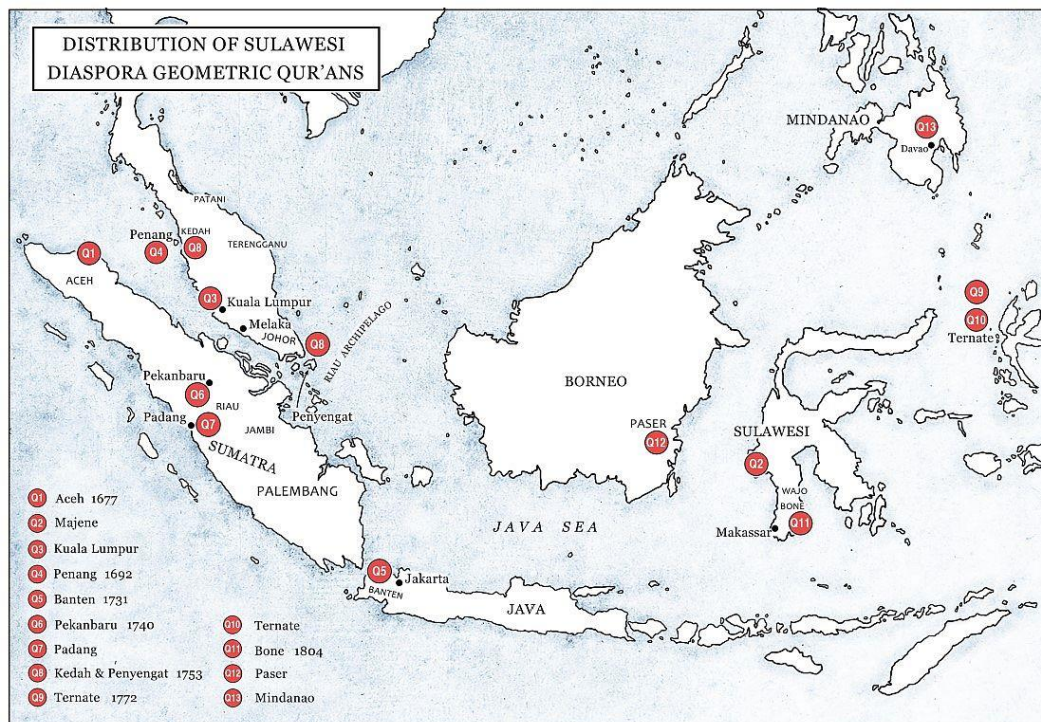 DISTRIBUTION OF SULAWESI
DIASPORA GEOMETRIC QUR'ANS
MINDANAO
Q13
Davao
PATANI
KEDAH
Penang
Q4
Q8
TERENGGANU
Q1
ACEH
Q3
Kuala Lumpur
Melaka
JOHOR
Q8
RIAU ARCHIPELAGO
Q9
Q10
Ternate
Pekanbaru
Q6
RIAU
Penyengat
Padang
Q7
JAMBI
SUMATRA
PALEMBANG
BORNEO
PASER
Q12
SULAWESI
Q2
WAJO
BONE
Makassar
Q11
JAVA SEA
Q5
Jakarta
BANTEN
JAVA
Q1 Aceh 1677
Q2 Majene
Q3 Kuala Lumpur
Q4 Penang 1692
Q5 Banten 1731
Q6 Pekanbaru 1740
Q7 Padang
Q8 Kedah & Penyengat 1753
Q9 Ternate 1772
Q10 Ternate
Q11 Bone 1804
Q12 Paser
Q13 Mindanao